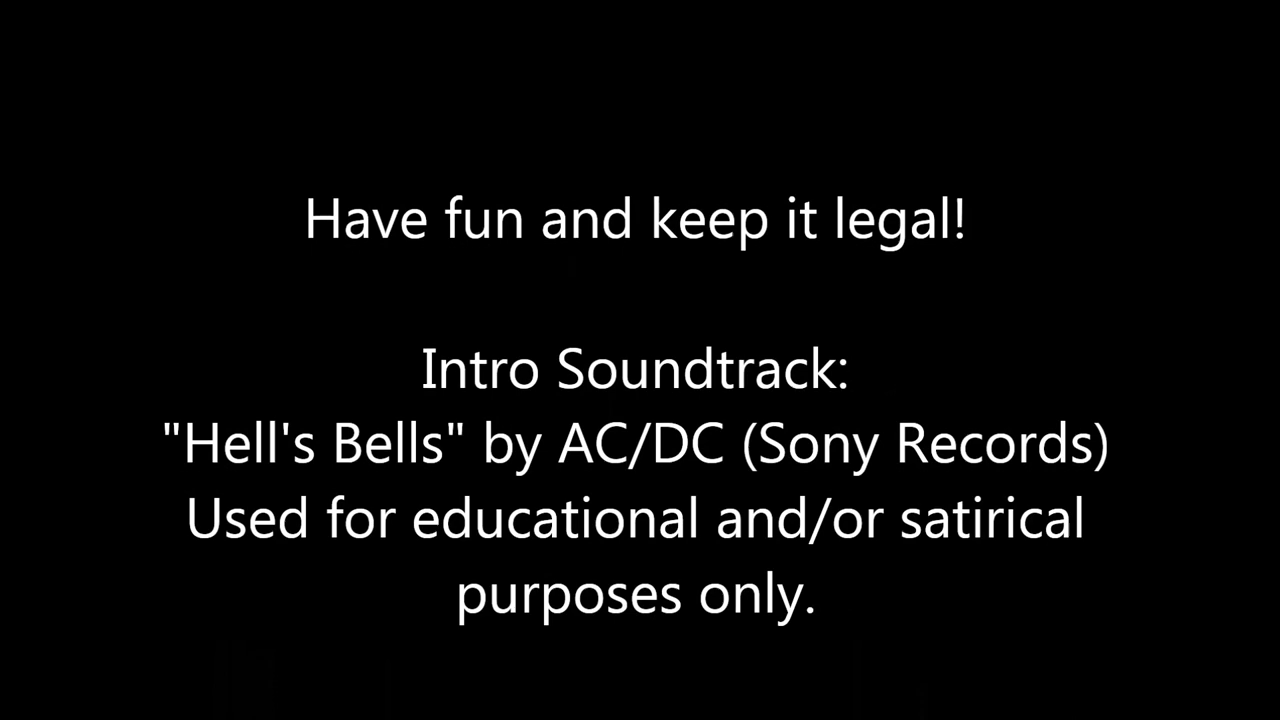 Have fun and keep it legal!
Intro Soundtrack:
"Hell's Bells" by AC/DC (Sony Records)
Used for educational and/or satirical
purposes only.